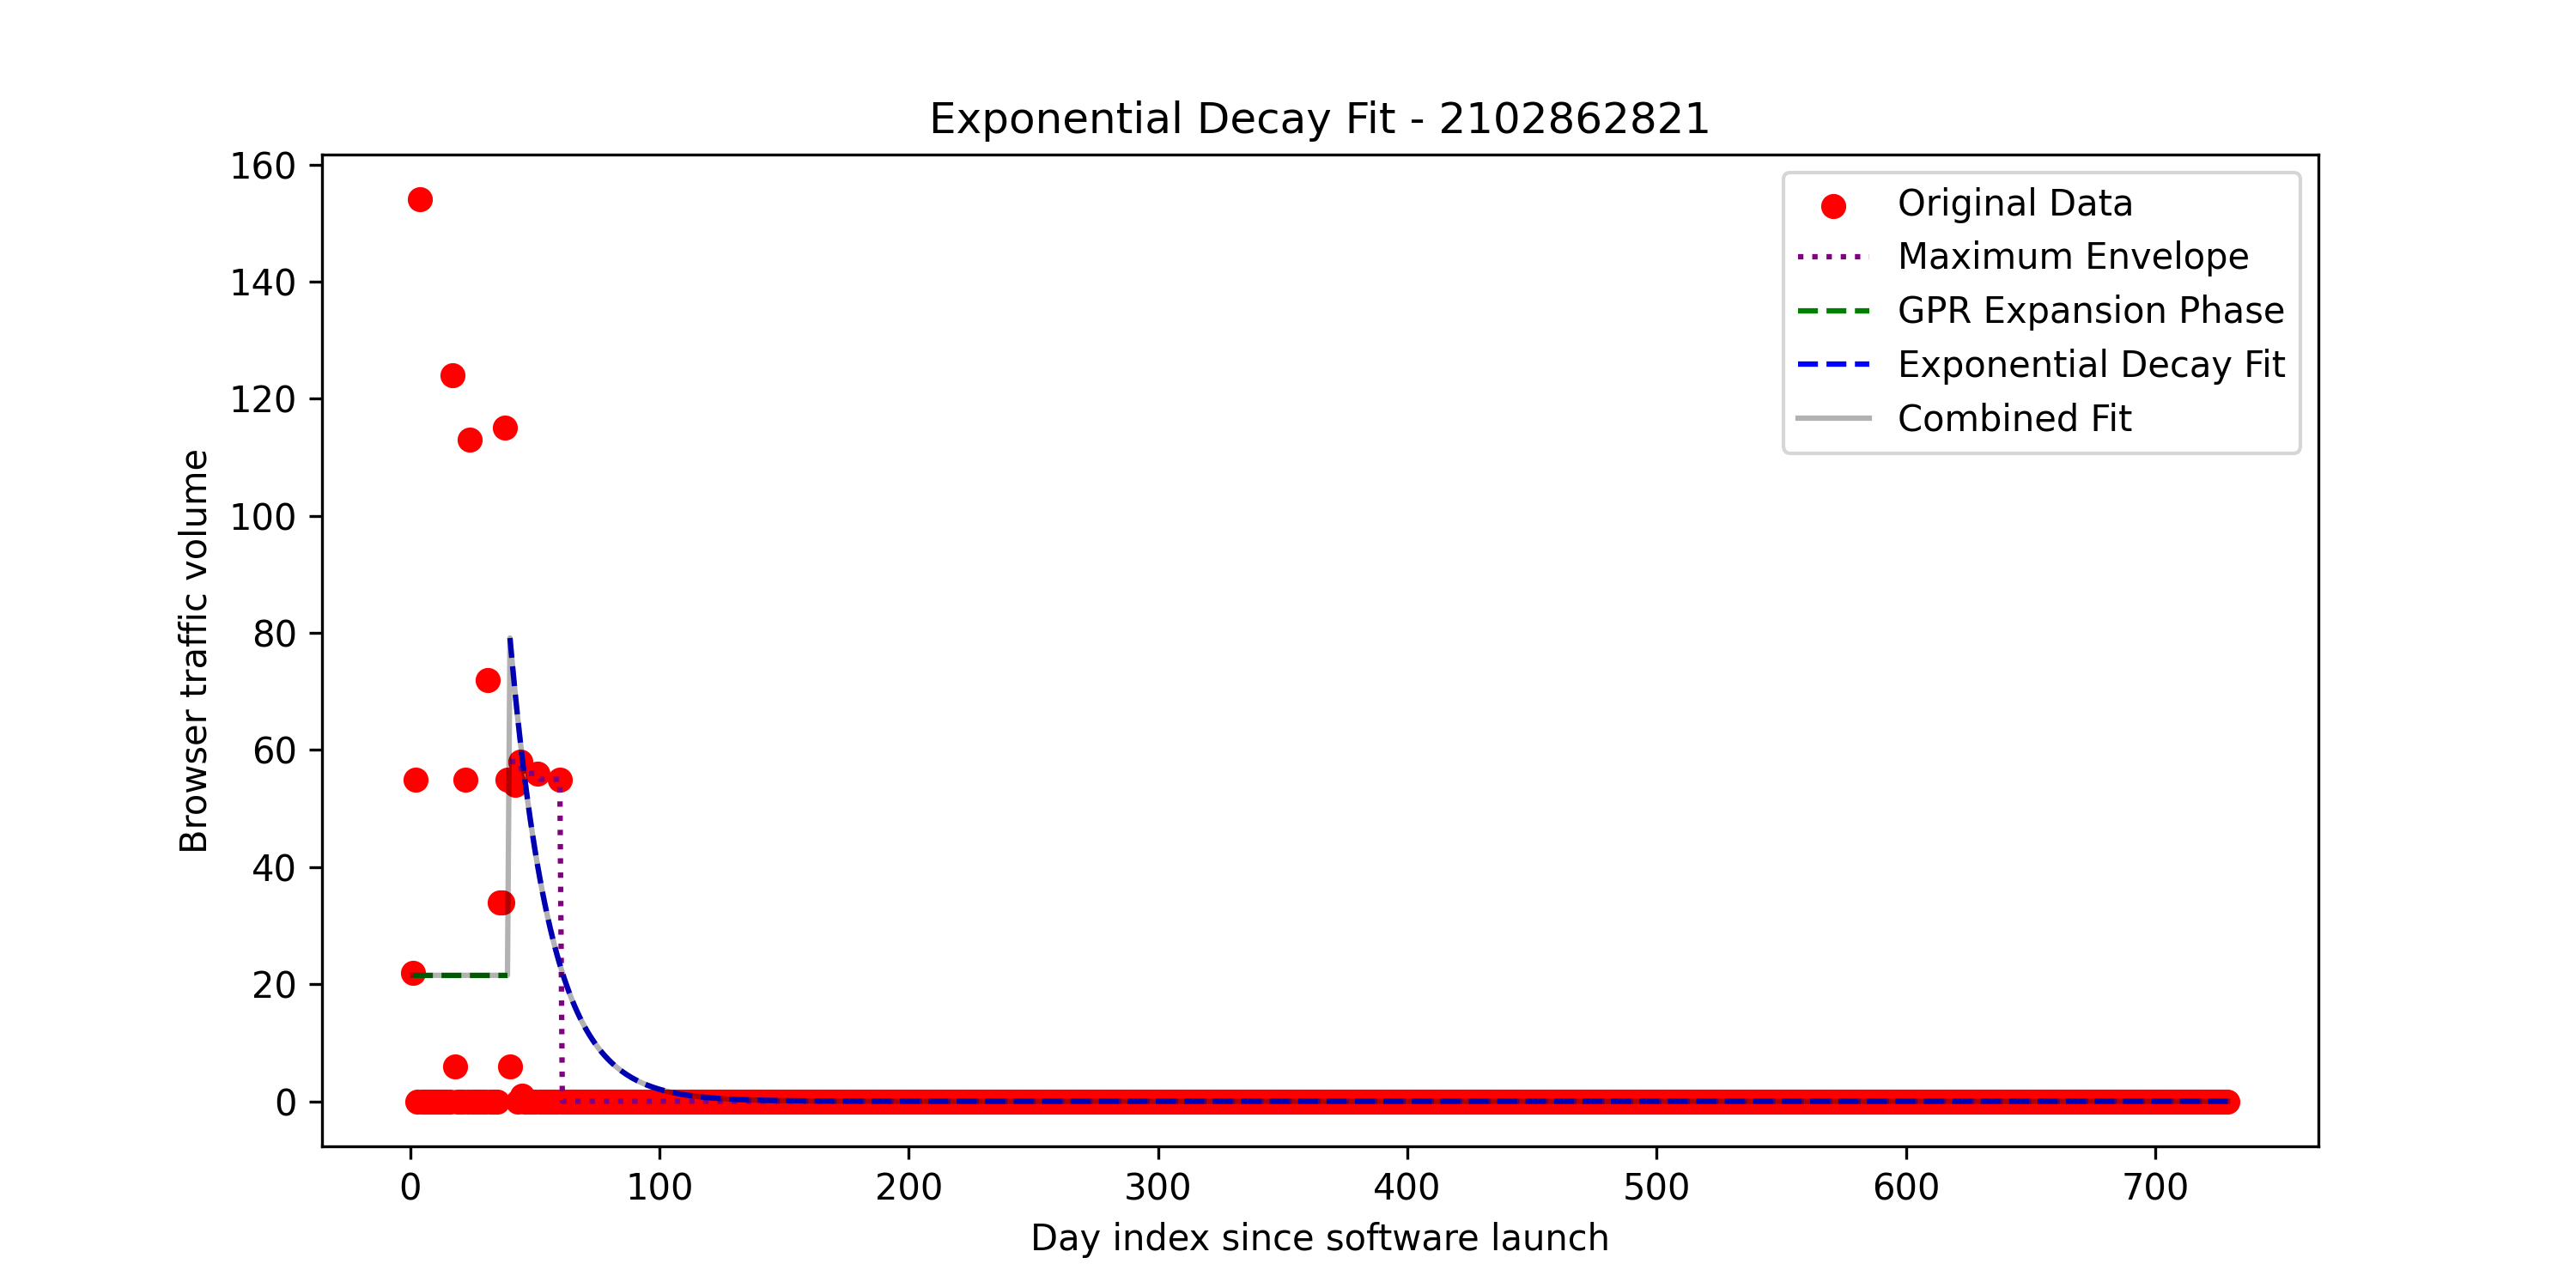 Exponential Decay Fit - 2102862821
160
140
120
100
80
60
40
20
0
Browser traffic volume
Original Data
Maximum Envelope
GPR Expansion Phase
Exponential Decay Fit
Combined Fit
0 100 200 300 400 500 600 700
Day index since software launch